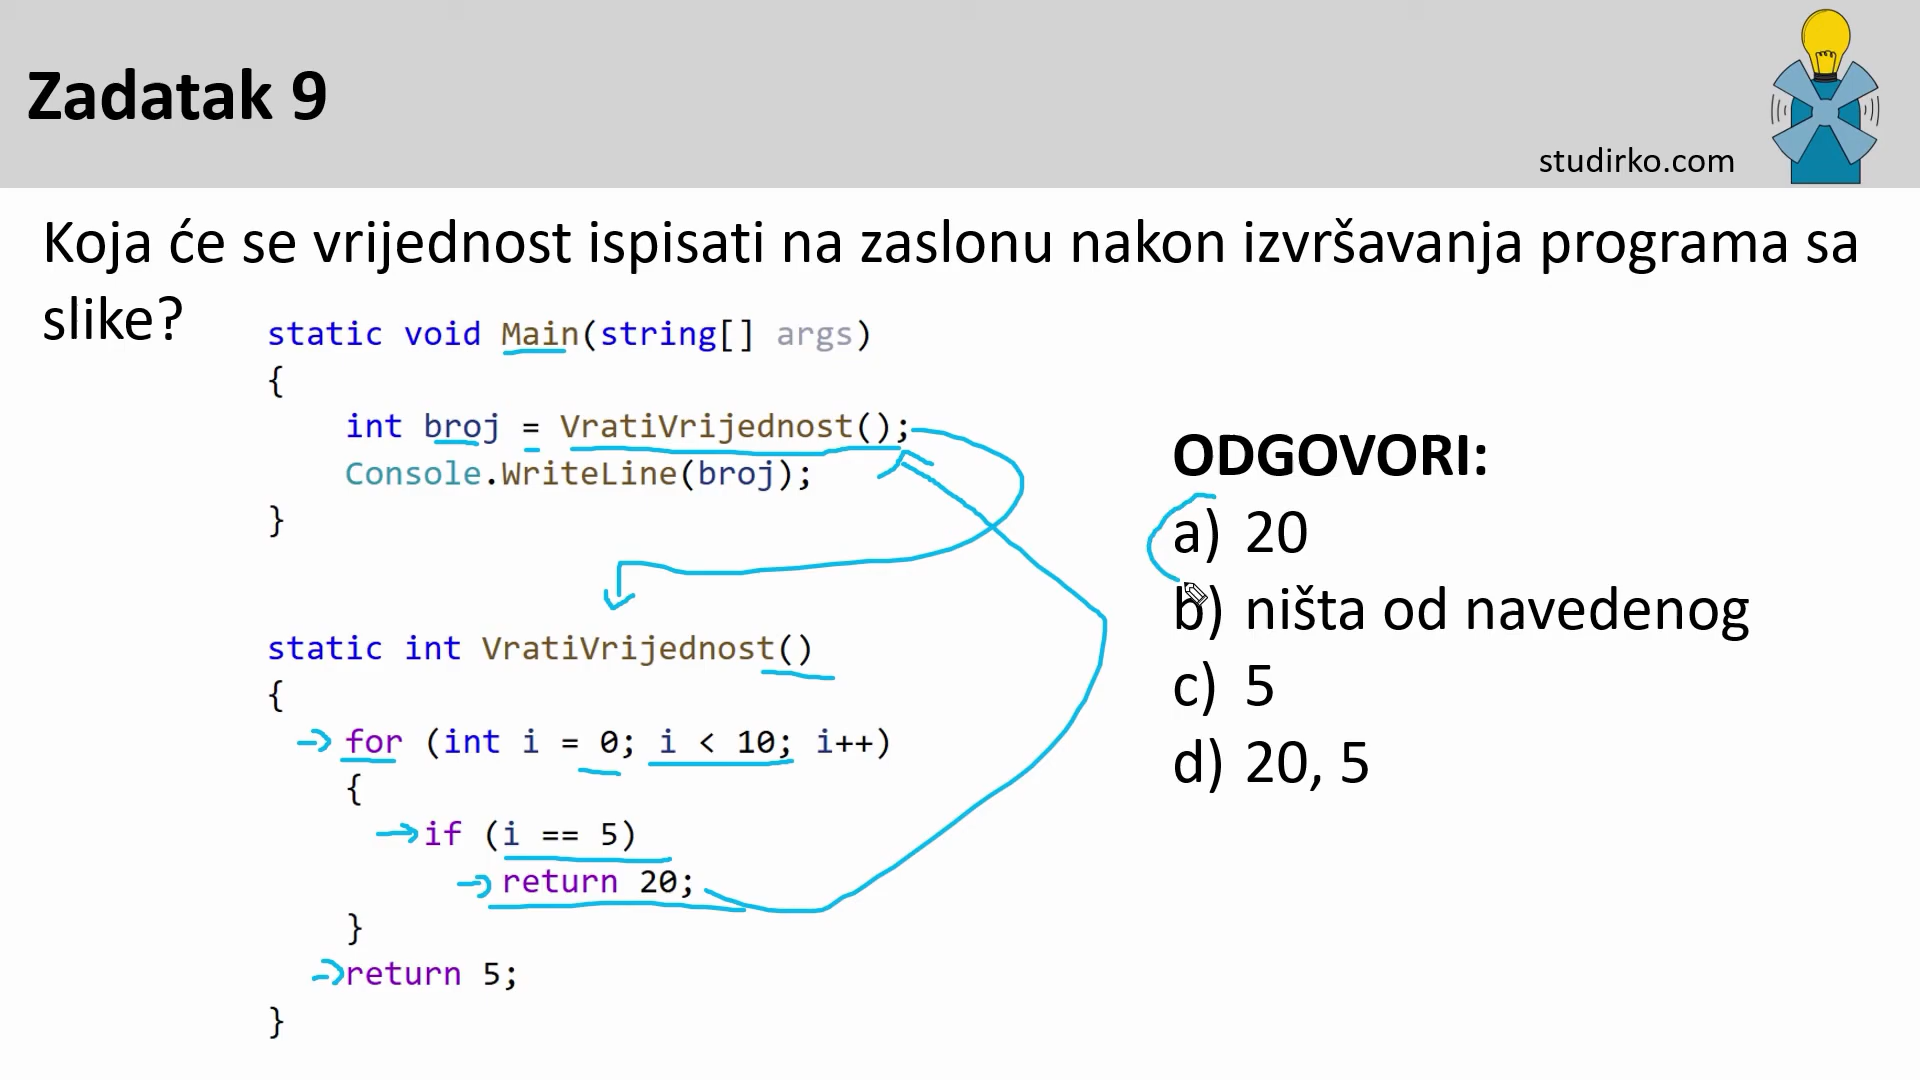 Zadatak 9
studirko.com
Koja će se vrijednost ispisati na zaslonu nakon izvršavanja programa sa
slike?
static void Main(string[] args)
{
int broj = VratiVrijednost();
Console.WriteLine(broj);
}
static int VratiVrijednost()
{
for (int i = 0; i < 10; i++)
{
if (i == 5)
return 20;
}
return 5;
}
ODGOVORI:
a) 20
b) ništa od navedenog
c) 5
d) 20, 5